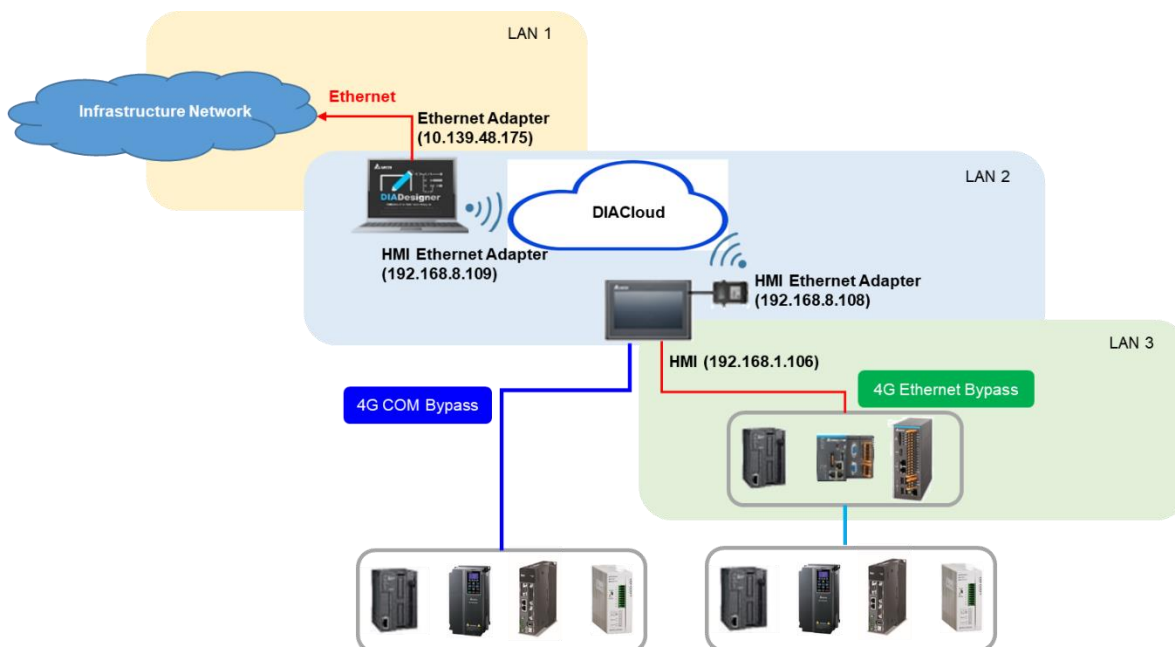 LAN 1
Infrastructure Network
Ethernet
Ethernet Adapter
(10.139.48.175)
LAN 2
DIADesigner
DIACloud
HMI Ethernet Adapter
(192.168.8.109)
HMI Ethernet Adapter
(192.168.8.108)
LAN 3
HMI (192.168.1.106)
4G COM Bypass
4G Ethernet Bypass